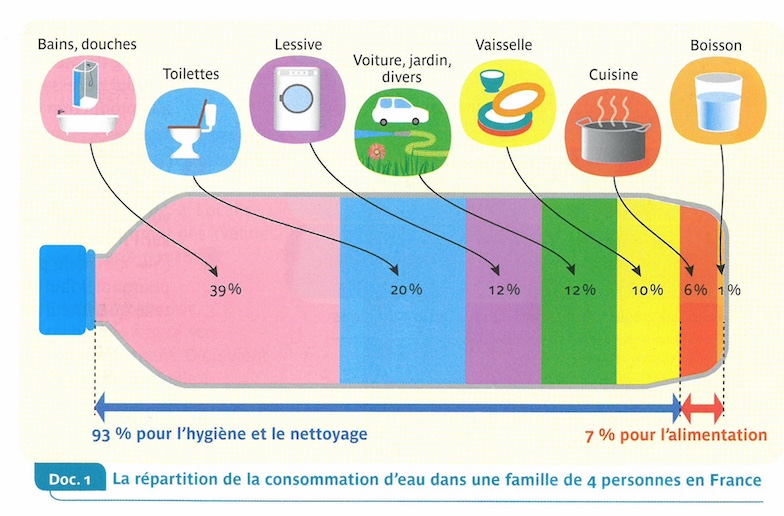 Bains, douches
Toilettes
Lessive
Voiture, jardin,
divers
Vaisselle
Cuisine
Boisson
39 %
20 %
12 %
12 %
10 %
6 %
1 %
93 % pour l'hygiène et le nettoyage
7 % pour l'alimentation
Doc. 1
La répartition de la consommation d'eau dans une famille de 4 personnes en France